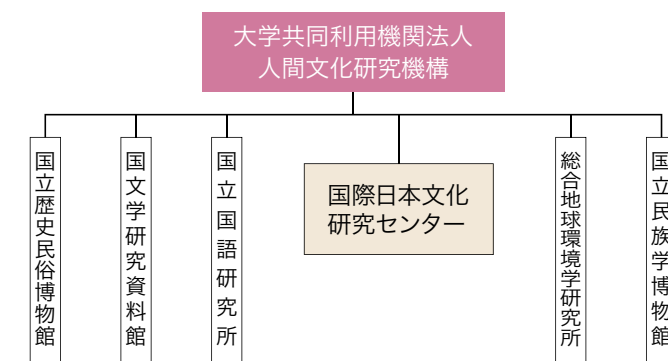 大学共同利用機関法人
人間文化研究機構
国立歴史民俗博物館
国文学研究資料館
国立国語研究所
国際日本文化
研究センター
総合地球環境学研究所
国立民族学博物館